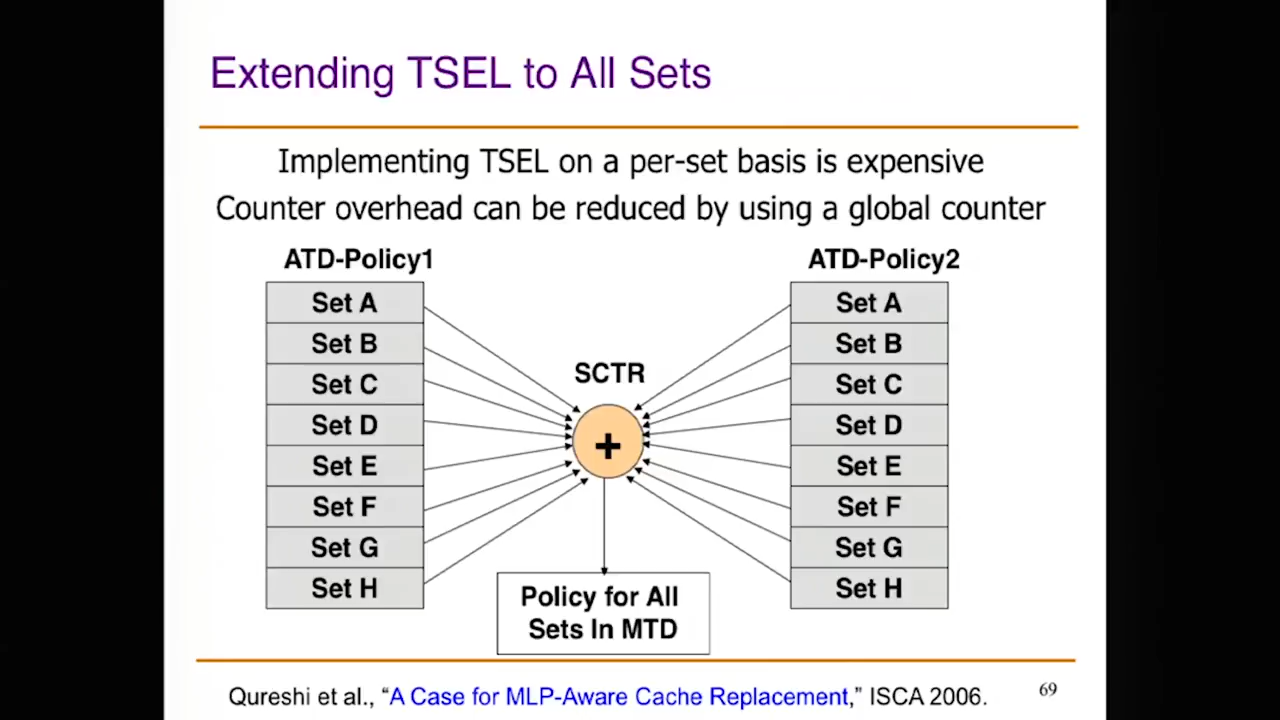 Extending TSEL to All Sets
Implementing TSEL on a per-set basis is expensive
Counter overhead can be reduced by using a global counter
ATD-Policy1
Set A
Set B
Set C
Set D
Set E
Set F
Set G
Set H
SCTR
+
Policy for All
Sets In MTD
ATD-Policy2
Set A
Set B
Set C
Set D
Set E
Set F
Set G
Set H
Qureshi et al., “A Case for MLP-Aware Cache Replacement,” ISCA 2006.
69